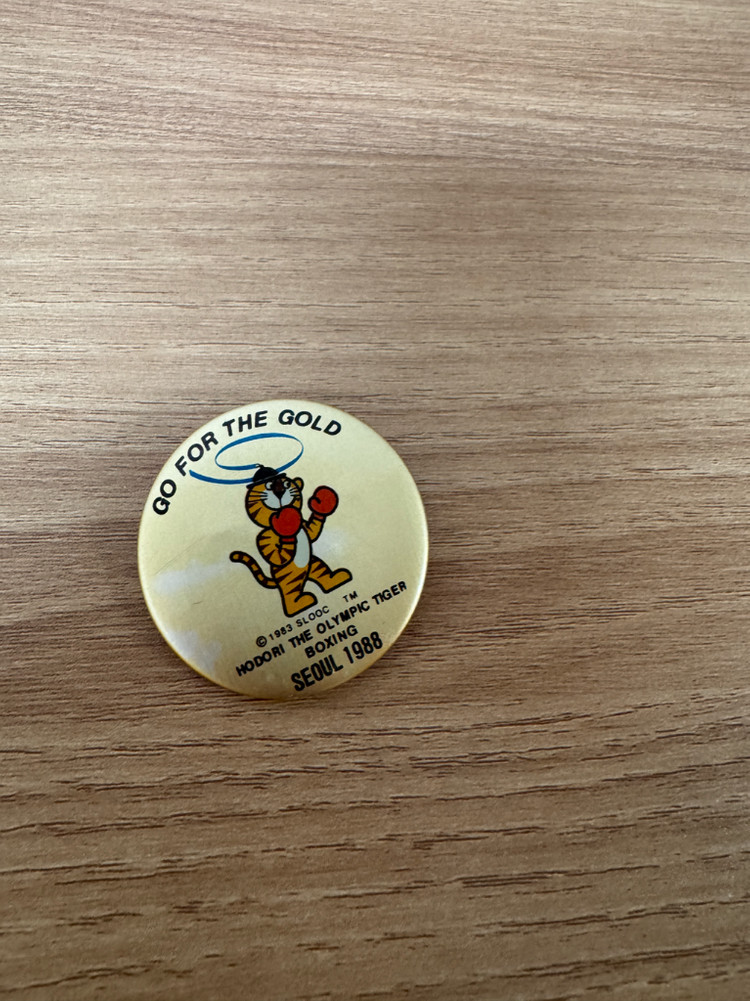 GO FOR THE GOLD
©1983 SLOOC TM
HODORI THE OLYMPIC TIGER
BOXING
SEOUL 1988